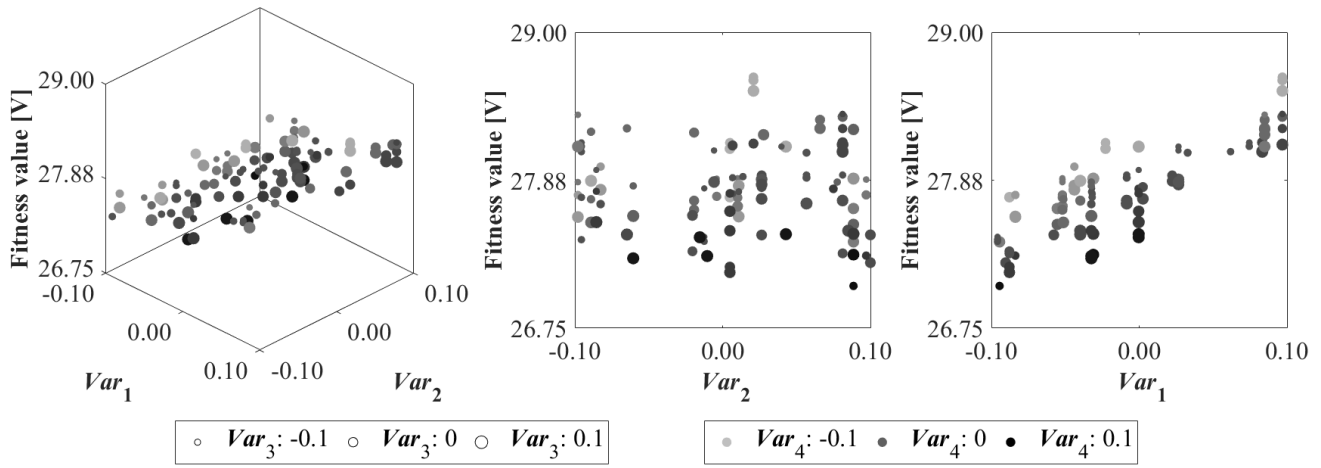 Fitness value [V]
29.00
27.88
26.75
-0.10
0.00
0.10
Var1
-0.10
0.00
0.10
Var2
Fitness value [V]
29.00
27.88
26.75
-0.10
0.00
0.10
Var2
Fitness value [V]
29.00
27.88
26.75
-0.10
0.00
0.10
Var1
Var3: -0.1 Var3: 0 Var3: 0.1
Var4: -0.1 Var4: 0 Var4: 0.1